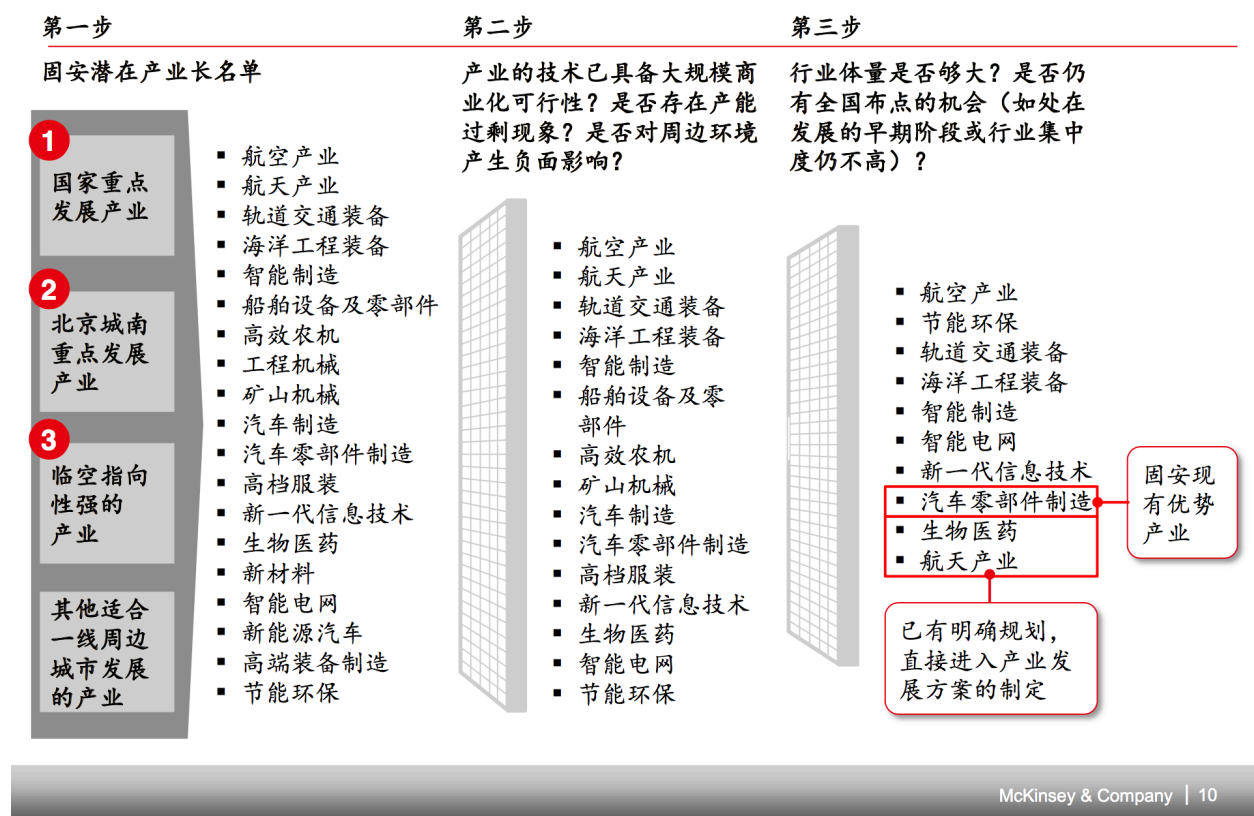 第一步
固安潜在产业长名单
1
国家重点
发展产业
2
北京城南
重点发展
产业
3
临空指向
性强的
产业
其他适合
一线周边
城市发展
的产业
▪ 航空产业
▪ 航天产业
▪ 轨道交通装备
▪ 海洋工程装备
▪ 智能制造
▪ 船舶设备及零部件
▪ 高效农机
▪ 工程机械
▪ 矿山机械
▪ 汽车制造
▪ 汽车零部件制造
▪ 高档服装
▪ 新一代信息技术
▪ 生物医药
▪ 新材料
▪ 智能电网
▪ 新能源汽车
▪ 高端装备制造
▪ 节能环保
第二步
产业的技术已具备大规模商
业化可行性？是否存在产能
过剩现象？是否对周边环境
产生负面影响？
▪ 航空产业
▪ 航天产业
▪ 轨道交通装备
▪ 海洋工程装备
▪ 智能制造
▪ 船舶设备及零
部件
▪ 高效农机
▪ 矿山机械
▪ 汽车制造
▪ 汽车零部件制造
▪ 高档服装
▪ 新一代信息技术
▪ 生物医药
▪ 智能电网
▪ 节能环保
第三步
行业体量是否够大？是否仍
有全国布点的机会（如处在
发展的早期阶段或行业集中
度仍不高）？
▪ 航空产业
▪ 节能环保
▪ 轨道交通装备
▪ 海洋工程装备
▪ 智能制造
▪ 智能电网
▪ 新一代信息技术
▪ 汽车零部件制造
▪ 生物医药
▪ 航天产业
固安现
有优势
产业
已有明确规划，
直接进入产业发
展方案的制定
McKinsey & Company | 10